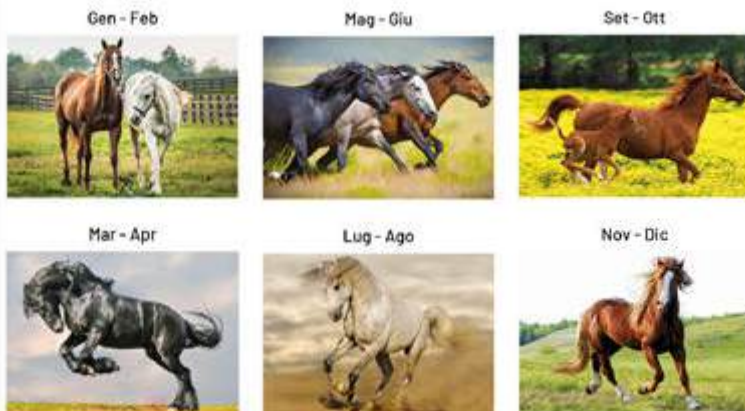 Gen - Feb
Mag - Giu
Set - Ott
Mar - Apr
Lug - Ago
Nov - Dic